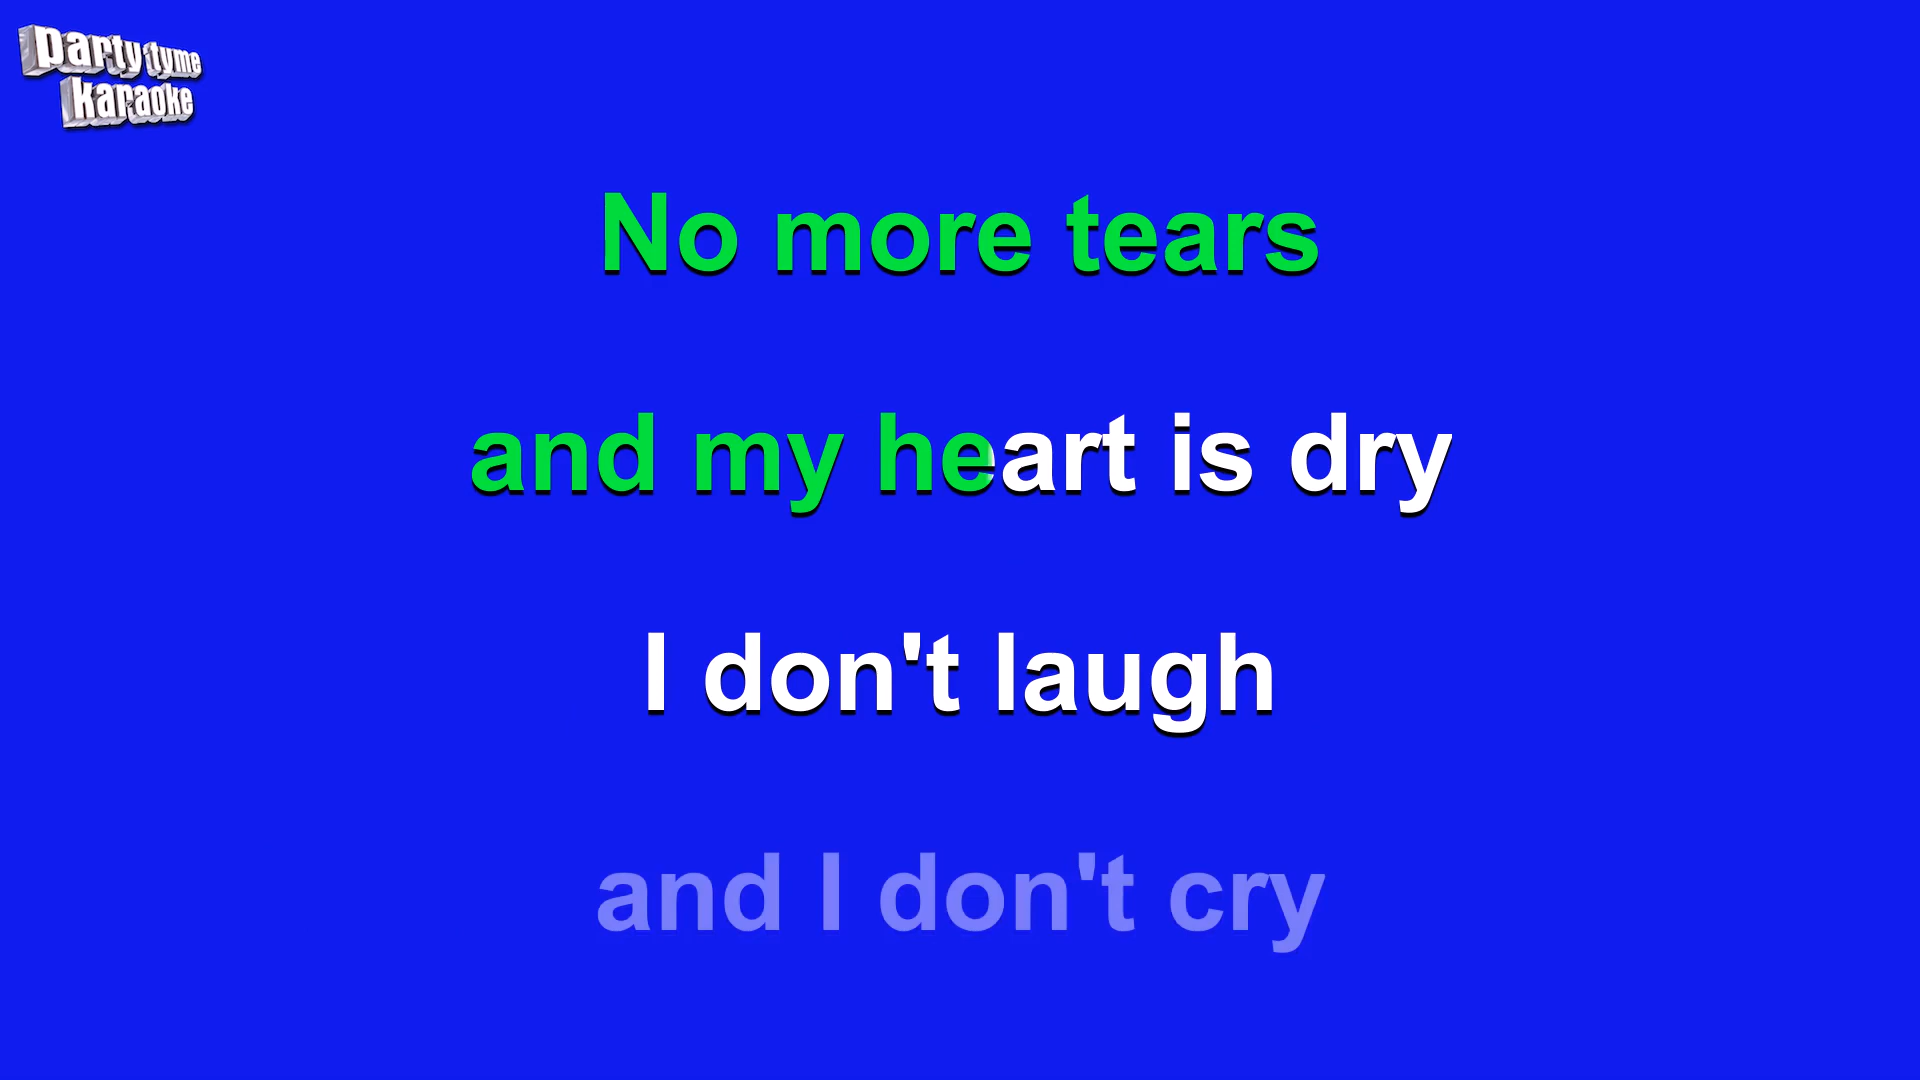 party tyme
karaoke
No more tears
and my heart is dry
I don't laugh
and I don't cry